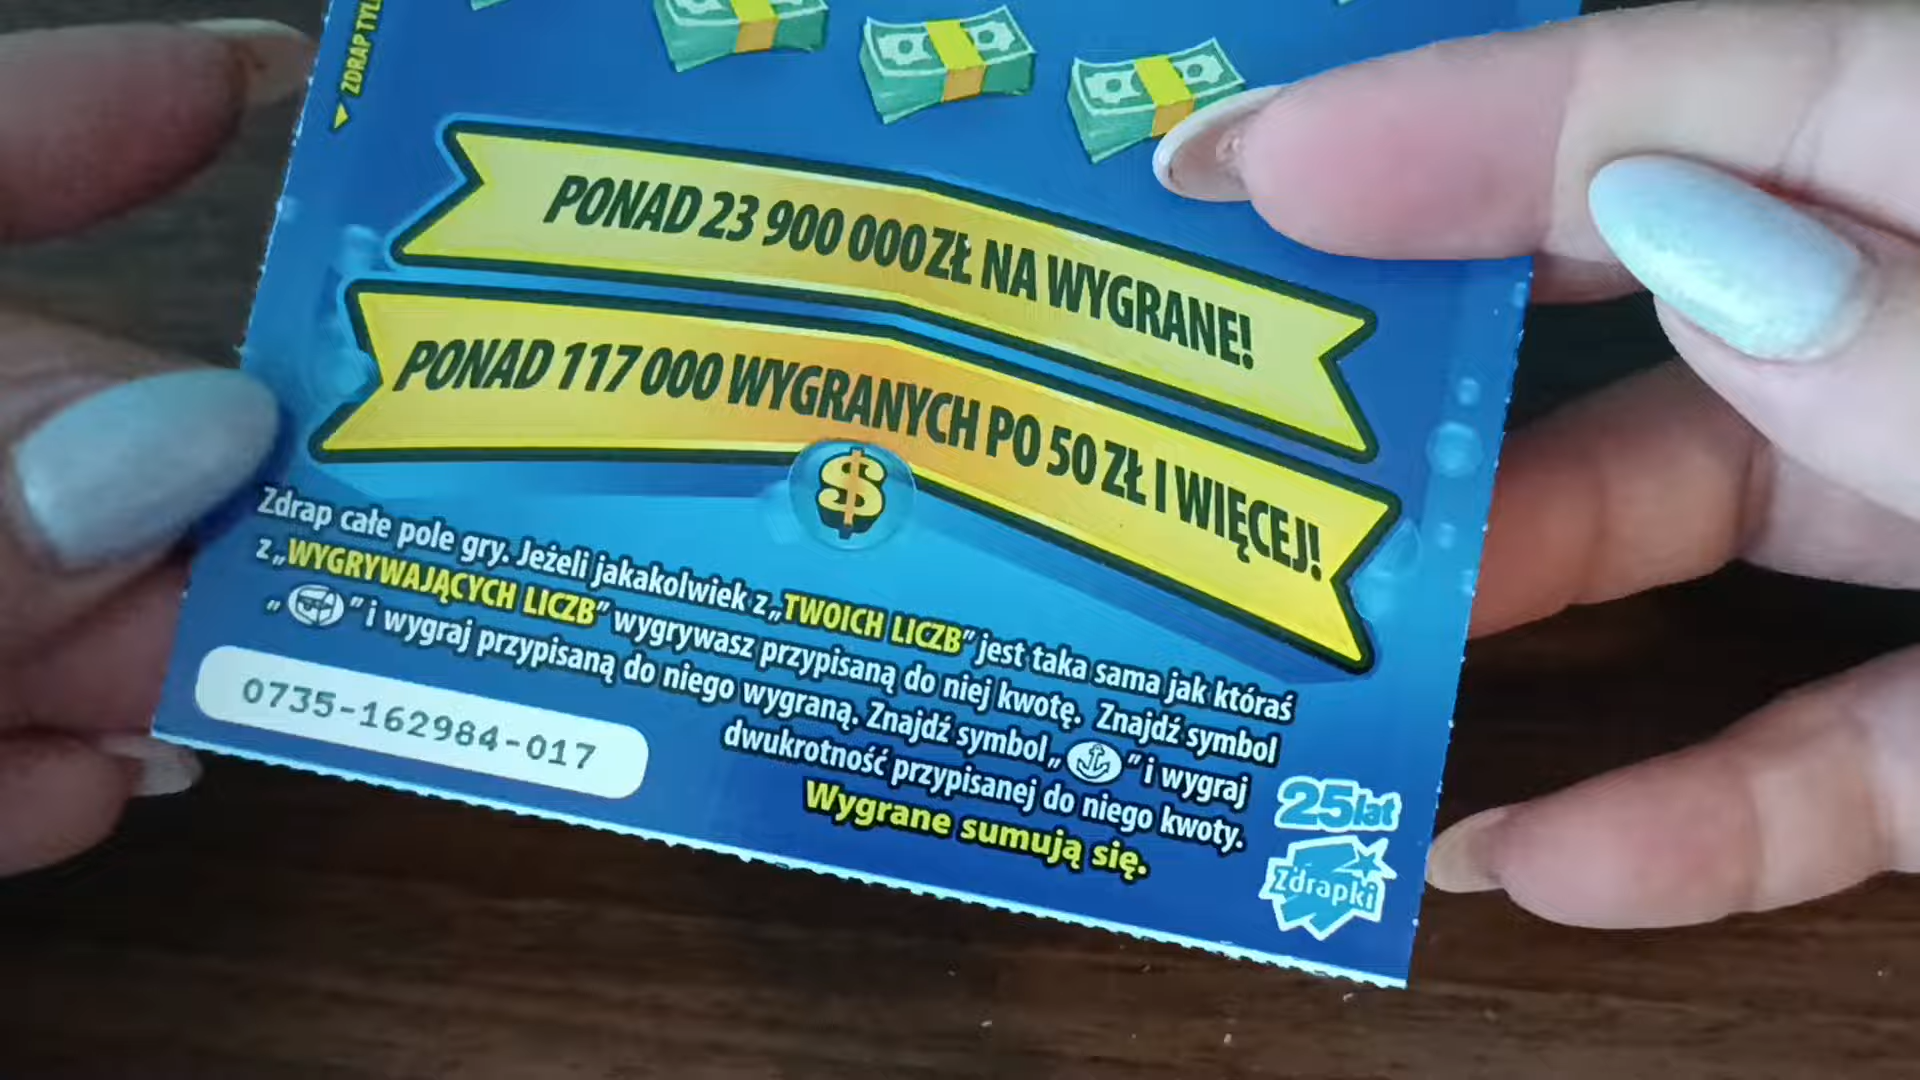 ZDRAP
PONAD 23 900 000 ZŁ NA WYGRANE!
PONAD 117 000 WYGRANYCH PO 50 ZŁ I WIĘCEJ!
Zdrap całe pole gry. Jeżeli jakakolwiek z „TWOICH LICZB” jest taka sama jak któraś
z „WYGRYWAJĄCYCH LICZB” wygrywasz przypisaną do niej kwotę. Znajdź symbol
„ ” i wygraj przypisaną do niego wygraną. Znajdź symbol „ ” i wygraj
dwukrotność przypisanej do niego kwoty.
Wygrane sumują się.
0735-162984-017
25 lat
Zdrapki